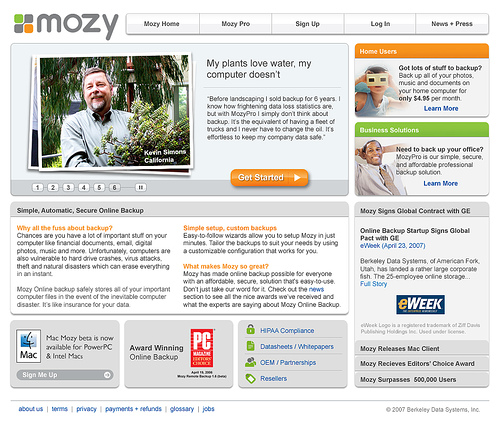 mozy
Mozy Home
Mozy Pro
Sign Up
Log In
News + Press
My plants love water, my
computer doesn't
"Before landscaping I sold backup for 6 years. I
know how frightening data loss statistics are,
but with MozyPro I simply don't think about
backup. It's the equivalent of having a fleet of
trucks and I never have to change the oil. It's
effortless to keep my company data safe."
Kevin Simons
California
1 2 3 4 5 6
Get Started
Home Users
Got lots of stuff to backup?
Back up all of your photos,
music and documents on
your home computer for
only $4.95 per month.
Learn More
Business Solutions
Need to back up your office?
MozyPro is our simple, secure,
and affordable professional
backup solution.
Learn More
Simple, Automatic, Secure Online Backup
Why all the fuss about backup?
Chances are you have a lot of important stuff on your
computer like financial documents, email, digital
photos, music and more. Unfortunately, computers are
also vulnerable to hard drive crashes, virus attacks,
theft and natural disasters which can erase everything
in an instant.
Mozy Online backup safely stores all of your important
computer files in the event of the inevitable computer
disaster. It's like insurance for your data.
Simple setup, custom backups
Easy-to-follow wizards allow you to setup Mozy in just
minutes. Tailor the backups to suit your needs by using
a customizable configuration that works for you.
What makes Mozy so great?
Mozy has made online backup possible for everyone
with an affordable, secure, solution that's easy-to-use.
Don't just take our word for it. Check out the news
section to see all the nice awards we've received and
what the experts are saying about Mozy Online Backup.
Mozy Signs Global Contract with GE
Online Backup Startup Signs Global
Pact with GE
eWeek (April 23, 2007)
Berkeley Data Systems, of American Fork,
Utah, has landed a rather large corporate
fish. The 25-employee online storage...
Full Story
eWEEK
eWeek Logo is a registered trademark of Ziff Davis
Publishing Holdings Inc. Used under license.
Mozy Releases Mac Client
Mozy Recieves Editors' Choice Award
Mozy Surpasses 500,000 Users
Mac
Mac Mozy beta is now
available for PowerPC
& Intel Macs
Sign Me Up
Award Winning
Online Backup
PC
MAGAZINE
EDITORS'
CHOICE
April 18, 2006
Mozy Remote Backup 1.6 (beta)
HIPAA Compliance
Datasheets / Whitepapers
OEM / Partnerships
Resellers
about us | terms | privacy | payments + refunds | glossary | jobs
© 2007 Berkeley Data Systems, Inc.